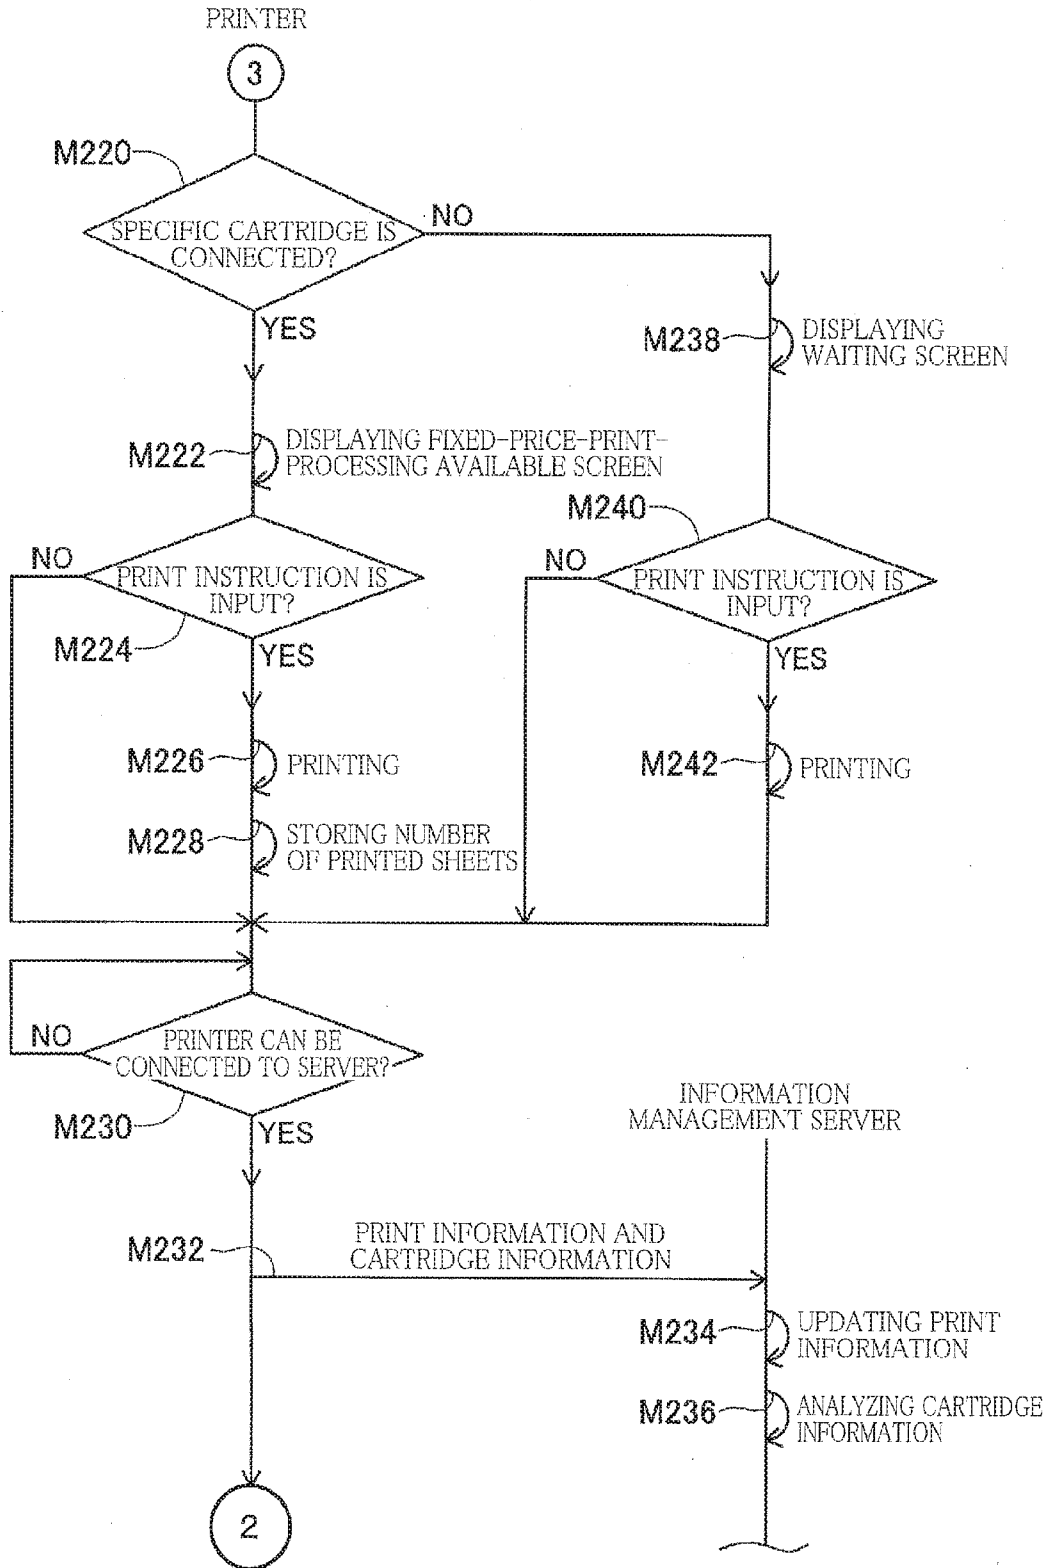 PRINTER
3
M220
SPECIFIC CARTRIDGE IS
CONNECTED?
NO
YES
M238
DISPLAYING
WAITING SCREEN
M222
DISPLAYING FIXED-PRICE-PRINT-
PROCESSING AVAILABLE SCREEN
M240
NO
PRINT INSTRUCTION IS
INPUT?
M224
YES
NO
PRINT INSTRUCTION IS
INPUT?
YES
M226
PRINTING
M242
PRINTING
M228
STORING NUMBER
OF PRINTED SHEETS
NO
PRINTER CAN BE
CONNECTED TO SERVER?
M230
YES
INFORMATION
MANAGEMENT SERVER
M232
PRINT INFORMATION AND
CARTRIDGE INFORMATION
M234
UPDATING PRINT
INFORMATION
M236
ANALYZING CARTRIDGE
INFORMATION
2